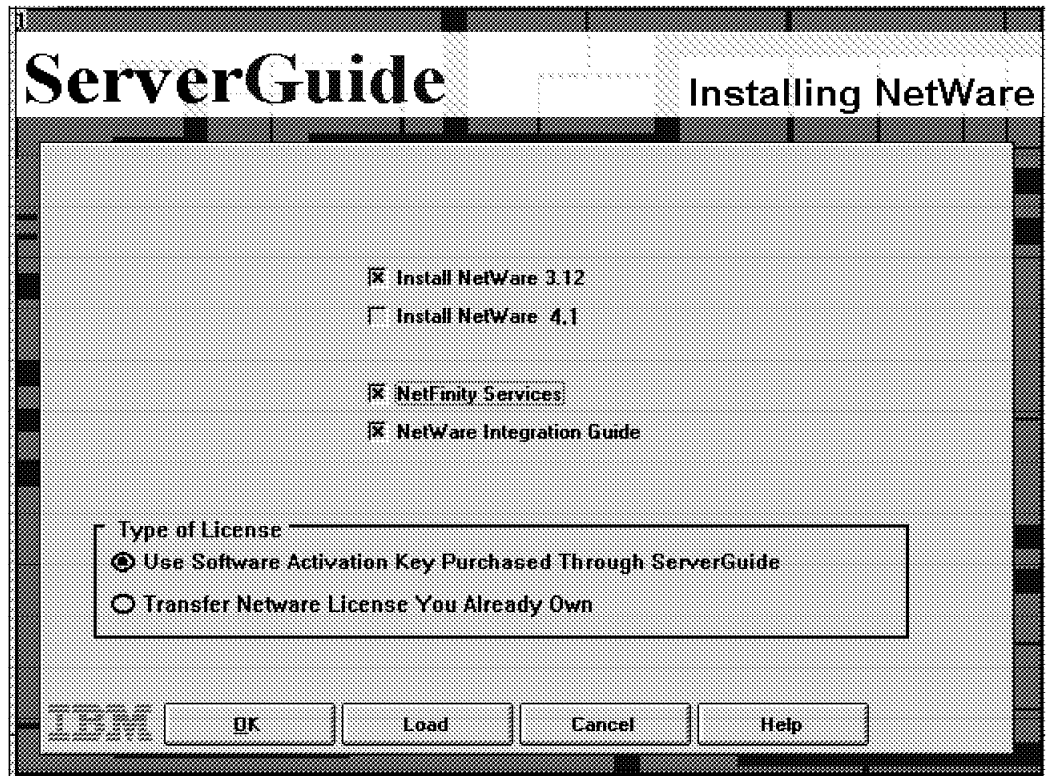 ServerGuide
Installing NetWare
Install NetWare 3.12
Install NetWare 4.1
NetFinity Services
NetWare Integration Guide
Type of License
Use Software Activation Key Purchased Through ServerGuide
Transfer Netware License You Already Own
IBM
OK
Load
Cancel
Help